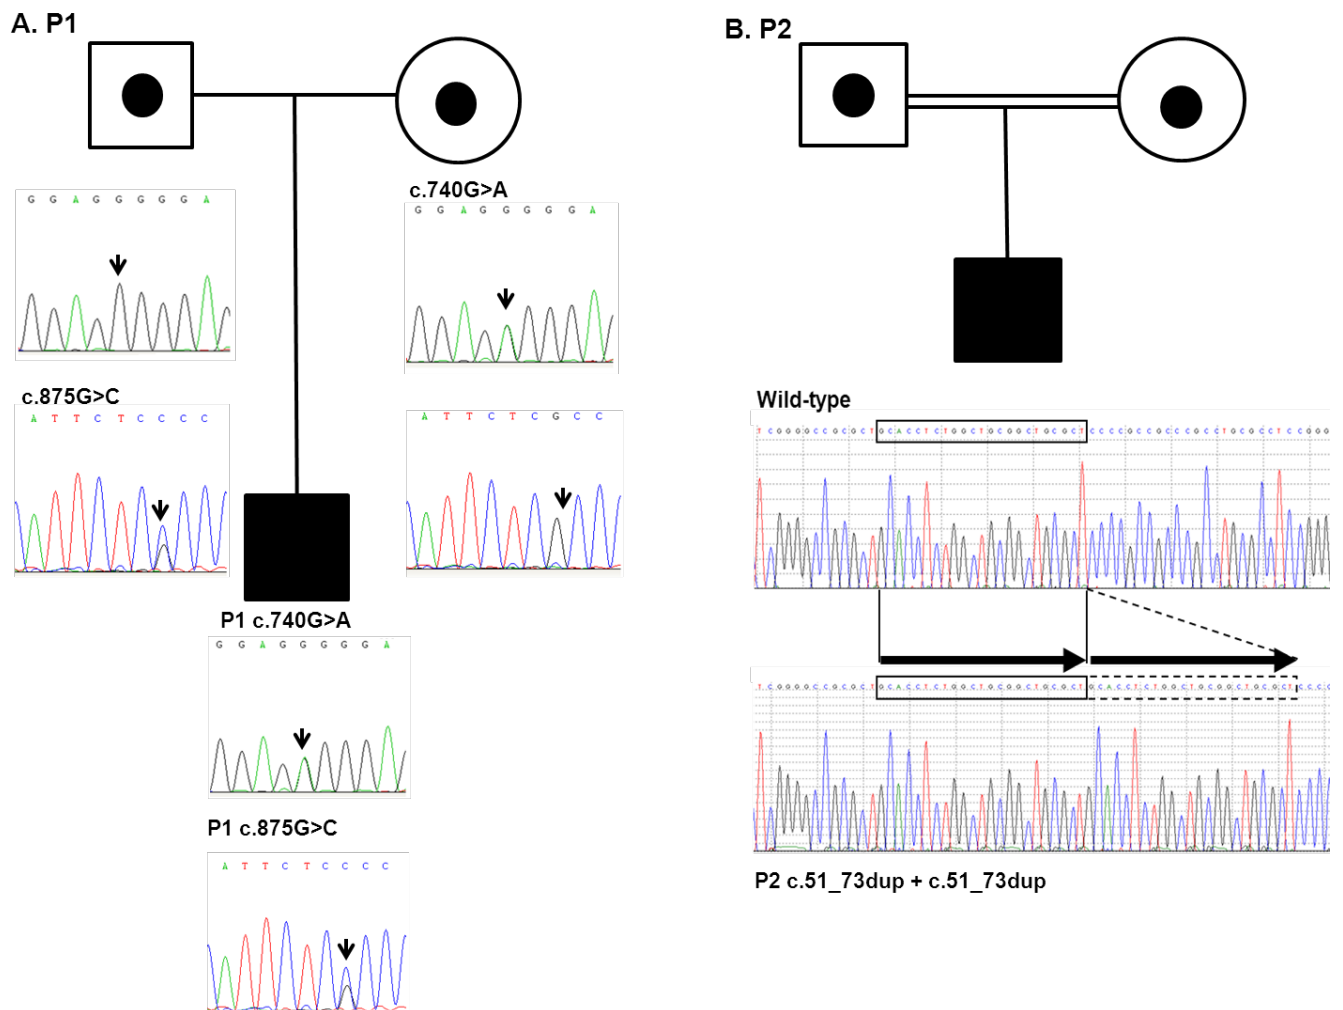 A. P1
B. P2
G G A G G G G G A
c.740G>A
G G A G G G G G A
c.875G>C
A T T C T C C C C
A T T C T C G C C
P1 c.740G>A
G G A G G G G G A
P1 c.875G>C
A T T C T C C C C
Wild-type
T C G G G G C C G C G C T G C A C C T C T G G C T G C G G C T G C G C T C C C C G C C G C C C G C C T G C G C C T C C G G G
T C G G G G C C G C G C T G C A C C T C T G G C T G C G G C T G C G C T G C A C C T C T G G C T G C G G C T G C G C T C C C C
P2 c.51_73dup + c.51_73dup